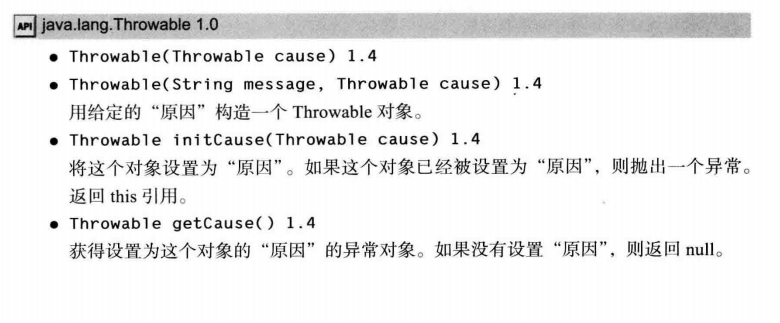 API java.lang.Throwable 1.0
● Throwable(Throwable cause) 1.4
● Throwable(String message, Throwable cause) 1.4
用给定的“原因”构造一个 Throwable 对象。
● Throwable initCause(Throwable cause) 1.4
将这个对象设置为“原因”。如果这个对象已经被设置为“原因”，则抛出一个异常。
返回 this 引用。
● Throwable getCause() 1.4
获得设置为这个对象的“原因”的异常对象。如果没有设置“原因”，则返回 null。